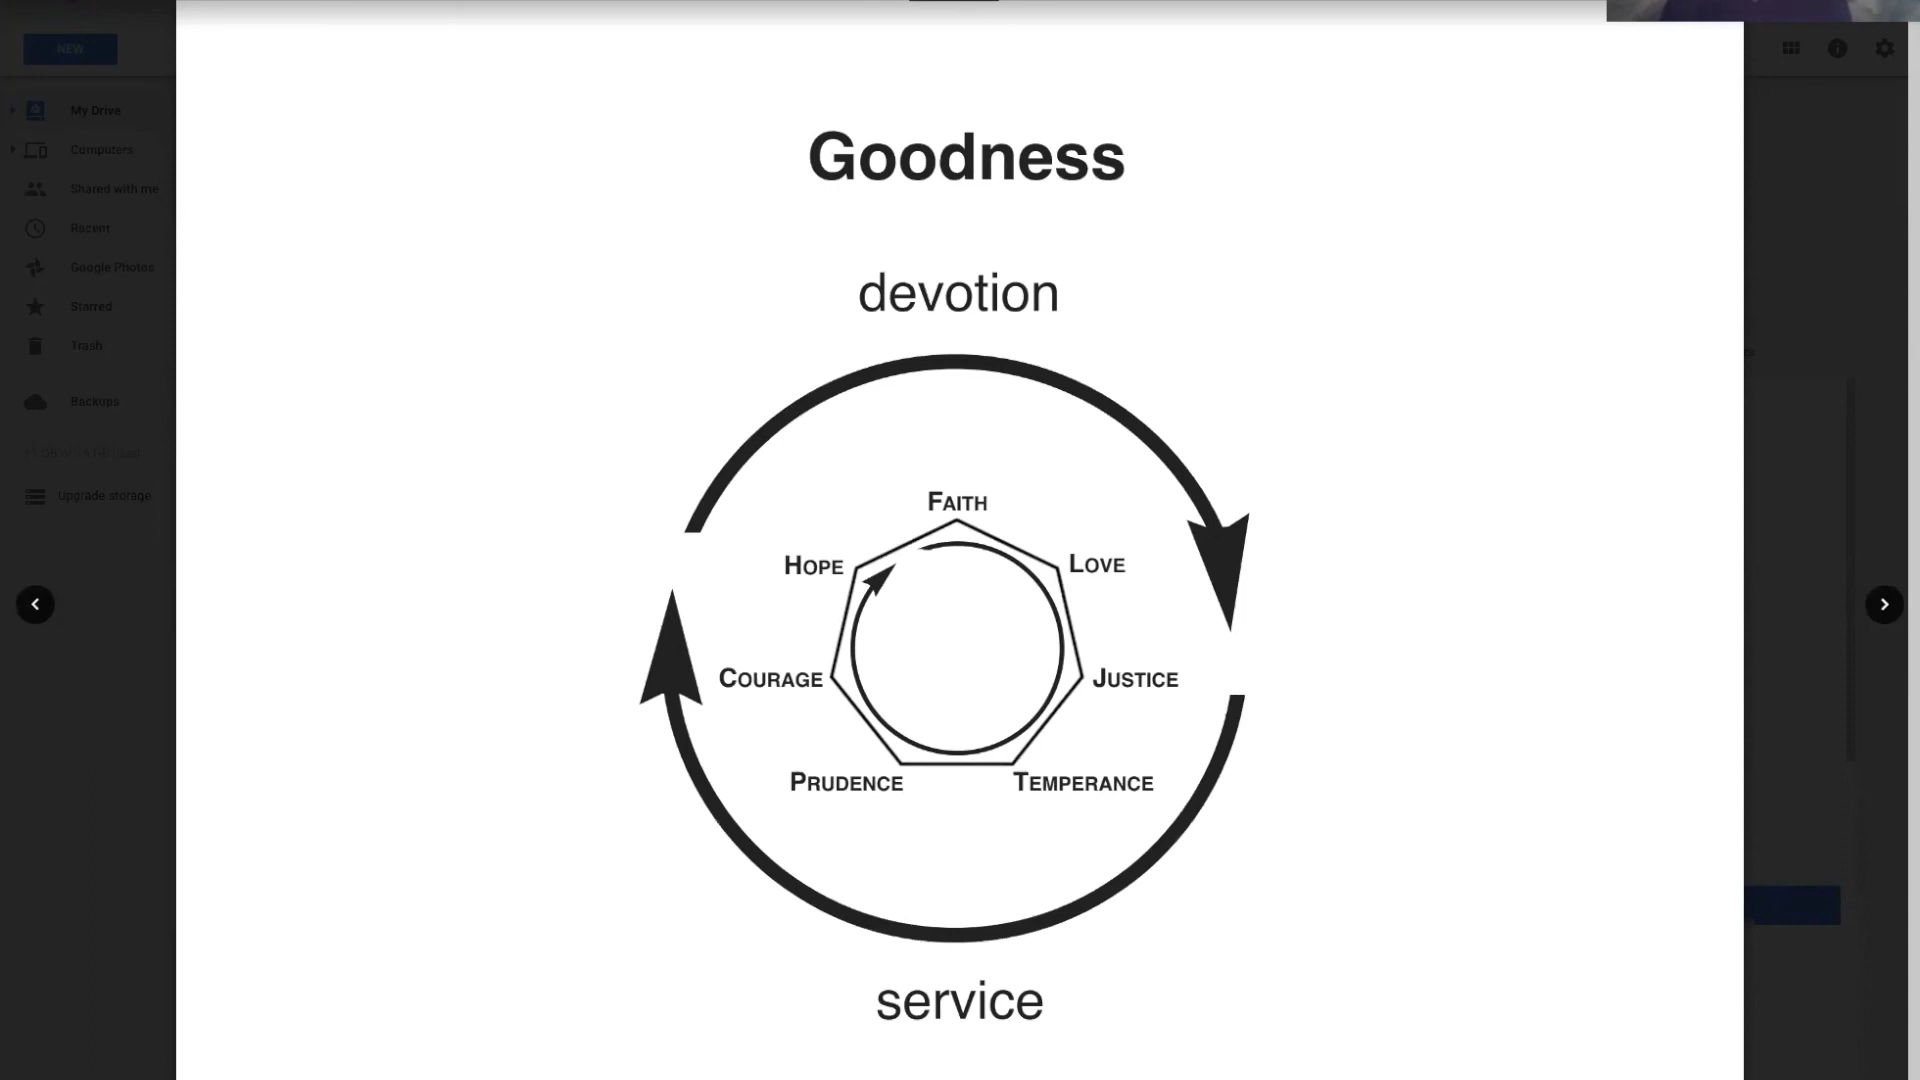 NEW
My Drive
Computers
Shared with me
Recent
Google Photos
Starred
Trash
Backups
Upgrade storage
Goodness
devotion
FAITH
HOPE
LOVE
COURAGE
JUSTICE
PRUDENCE
TEMPERANCE
service